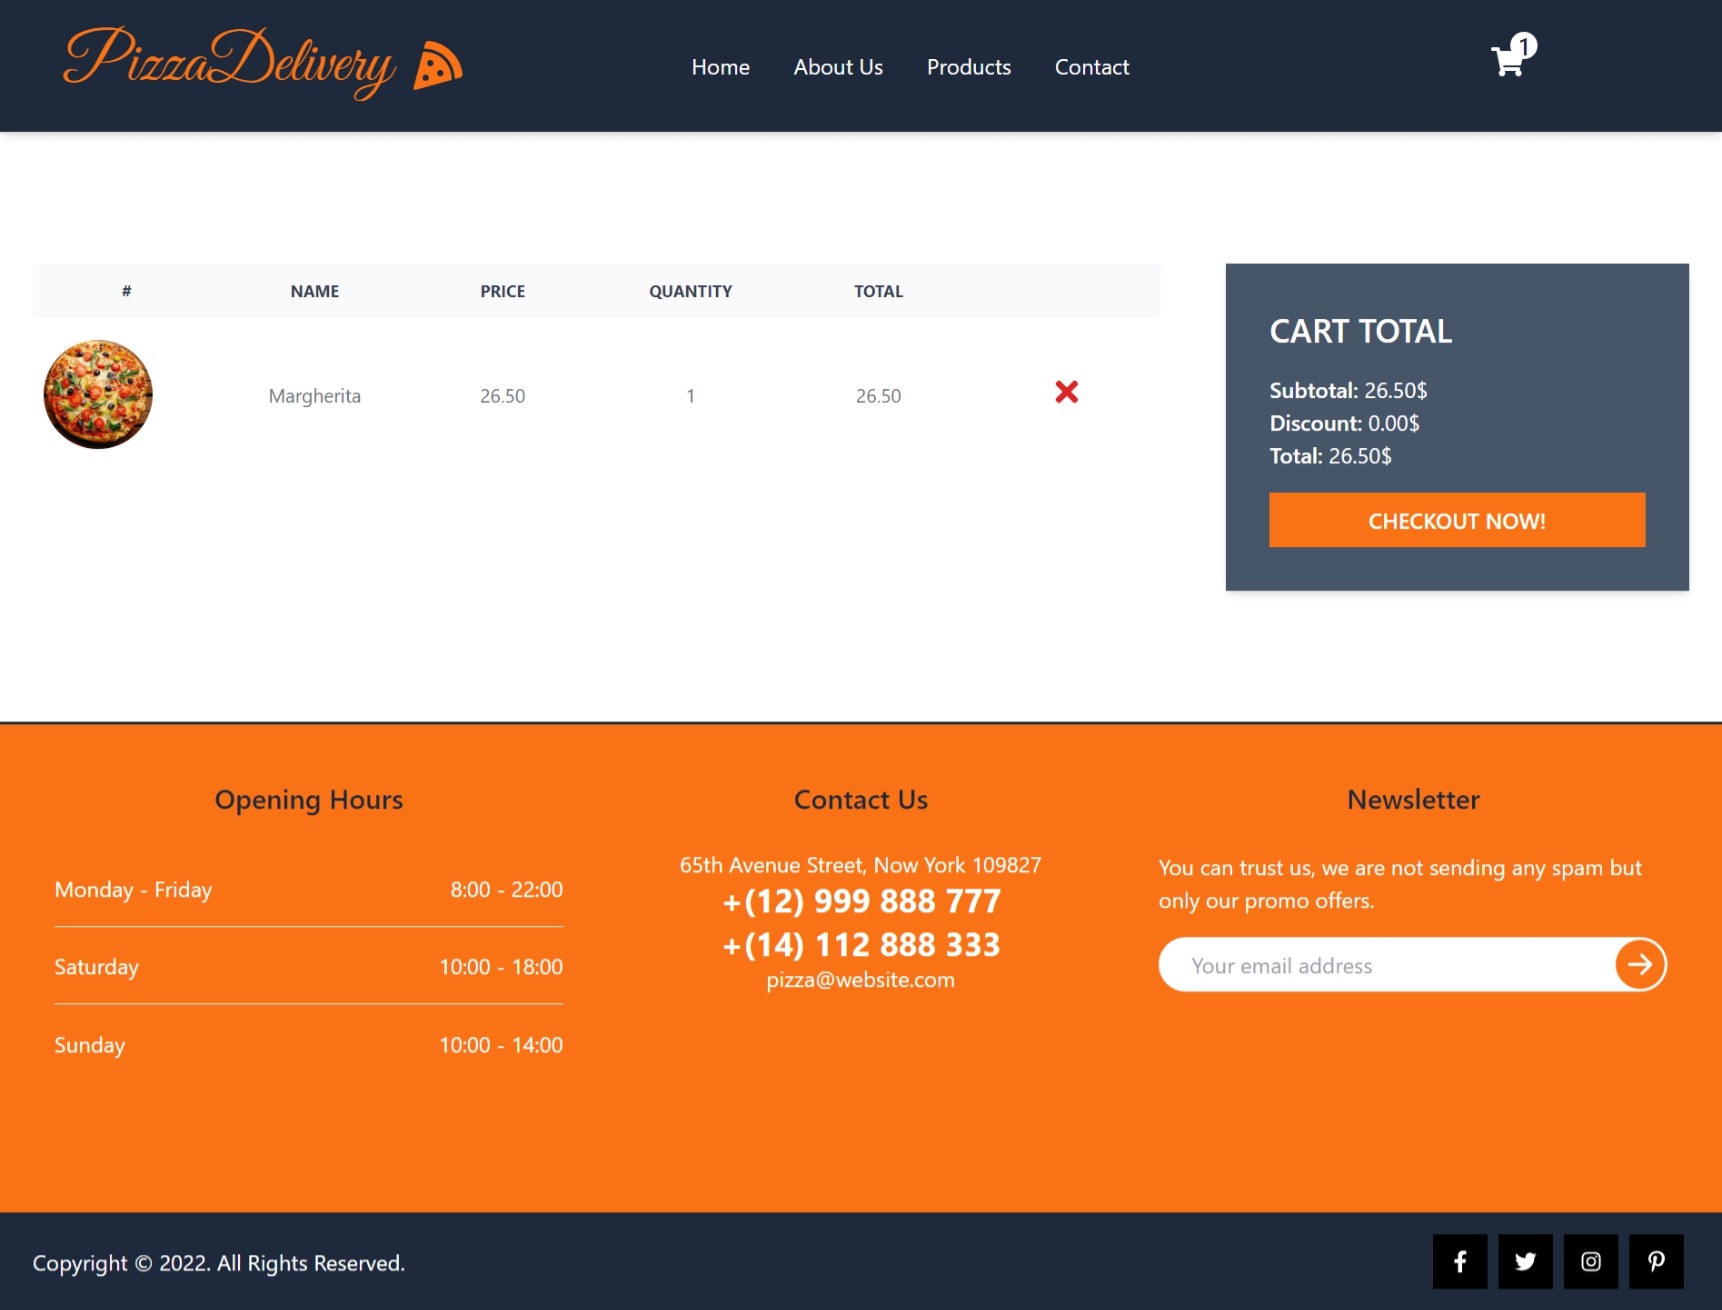 PizzaDelivery
Home About Us Products Contact
1
# NAME PRICE QUANTITY TOTAL
Margherita 26.50 1 26.50
CART TOTAL
Subtotal: 26.50$
Discount: 0.00$
Total: 26.50$
CHECKOUT NOW!
Opening Hours
Monday - Friday 8:00 - 22:00
Saturday 10:00 - 18:00
Sunday 10:00 - 14:00
Contact Us
65th Avenue Street, Now York 109827
+(12) 999 888 777
+(14) 112 888 333
pizza@website.com
Newsletter
You can trust us, we are not sending any spam but
only our promo offers.
Your email address
Copyright © 2022. All Rights Reserved.